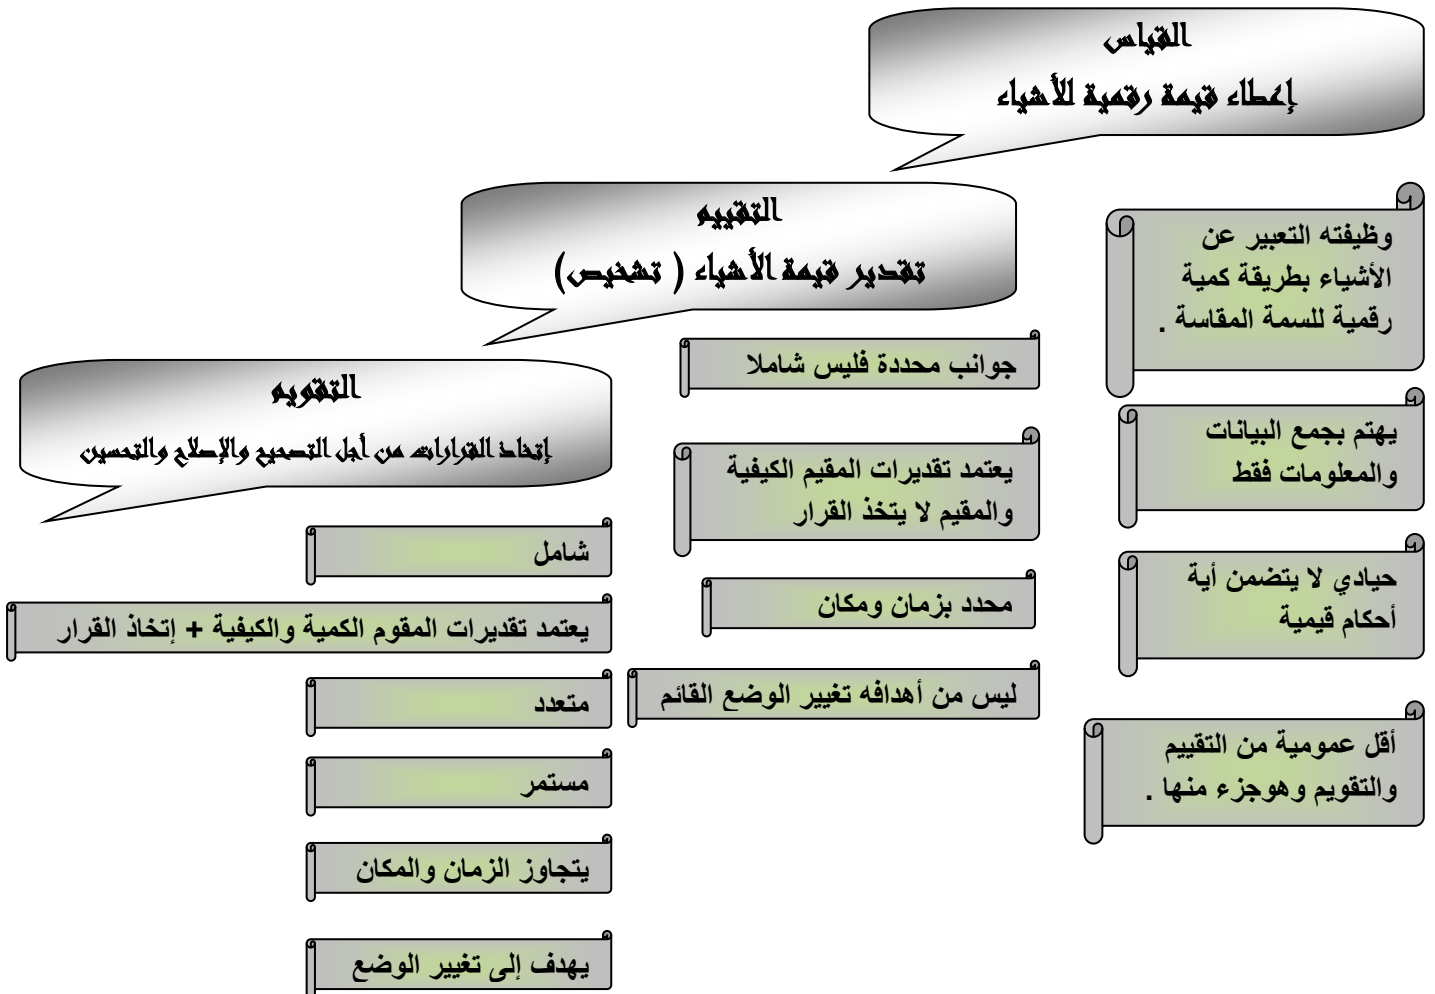 القياس
إعطاء قيمة رقمية للأشياء
وظيفته التعبير عن
الأشياء بطريقة كمية
رقمية للسمة المقاسة .
يهتم بجمع البيانات
والمعلومات فقط
حيادي لا يتضمن أية
أحكام قيمية
أقل عمومية من التقييم
والتقويم وهوجزء منها .
التقييم
تقدير قيمة الأشياء ( تشخيص)
جوانب محددة فليس شاملا
يعتمد تقديرات المقيم الكيفية
والمقيم لا يتخذ القرار
محدد بزمان ومكان
ليس من أهدافه تغيير الوضع القائم
التقويم
إتخاذ القرارات من أجل التصحيح والإصلاح والتحسين
شامل
يعتمد تقديرات المقوم الكمية والكيفية + إتخاذ القرار
متعدد
مستمر
يتجاوز الزمان والمكان
يهدف إلى تغيير الوضع